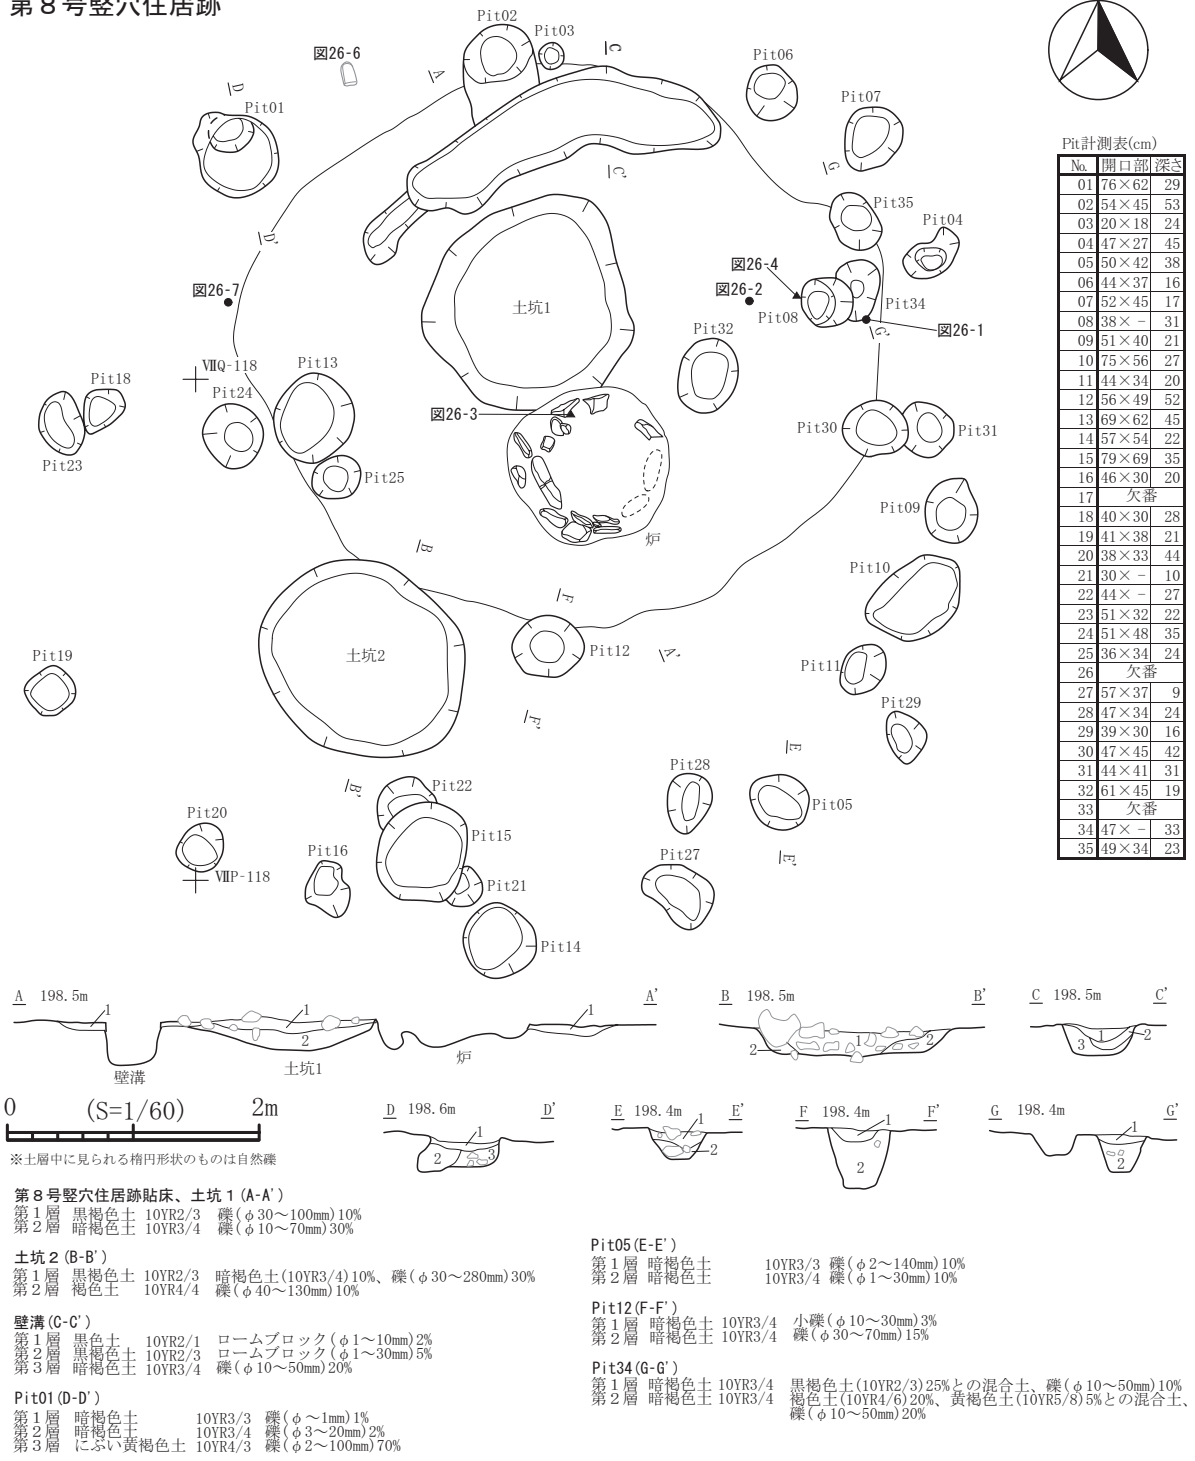 第８号竪穴住居跡
Pit02
Pit03
C
図26-6
A
D
Pit01
Pit06
Pit07
G
C'
Pit35
Pit04
D'
図26-4
図26-7
図26-2
土坑1
Pit08
Pit34
G'
図26-1
Pit32
ⅦQ-118
Pit13
Pit18
Pit24
図26-3
Pit30
Pit31
Pit23
Pit25
Pit09
炉
B
Pit10
F
Pit12
A'
土坑2
Pit19
Pit11
Pit29
F'
E
Pit28
B'
Pit22
Pit05
Pit20
Pit15
Pit16
Pit27
E'
ⅦP-118
Pit21
Pit14
Pit計測表(cm)
№ 開口部 深さ
01 76×62 29
02 54×45 53
03 20×18 24
04 47×27 45
05 50×42 38
06 44×37 16
07 52×45 17
08 38× − 31
09 51×40 21
10 75×56 27
11 44×34 20
12 56×49 52
13 69×62 45
14 57×54 22
15 79×69 35
16 46×30 20
17 欠番
18 40×30 28
19 41×38 21
20 38×33 44
21 30× − 10
22 44× − 27
23 51×32 22
24 51×48 35
25 36×34 24
26 欠番
27 57×37 9
28 47×34 24
29 39×30 16
30 47×45 42
31 44×41 31
32 61×45 19
33 欠番
34 47× − 33
35 49×34 23
A 198.5m A'
1 1 1
2
壁溝 土坑1 炉
B 198.5m B'
2 1 2
C 198.5m C'
1 2 3
0 (S=1/60) 2m
※土層中に見られる楕円形状のものは自然礫
D 198.6m D'
1 2 3
E 198.4m E'
1 2
F 198.4m F'
1 2
G 198.4m G'
1 2
第８号竪穴住居跡貼床、土坑１(A-A')
第１層 黒褐色土 10YR2/3 礫(φ30～100mm)10%
第２層 暗褐色土 10YR3/4 礫(φ10～70mm)30%
土坑２(B-B')
第１層 黒褐色土 10YR2/3 暗褐色土(10YR3/4)10%、礫(φ30～280mm)30%
第２層 褐色土 10YR4/4 礫(φ40～130mm)10%
壁溝(C-C')
第１層 黒色土 10YR2/1 ロームブロック(φ1～10mm)2%
第２層 黒褐色土 10YR2/3 ロームブロック(φ1～30mm)5%
第３層 暗褐色土 10YR3/4 礫(φ10～50mm)20%
Pit01(D-D')
第１層 暗褐色土 10YR3/3 礫(φ～1mm)1%
第２層 暗褐色土 10YR3/4 礫(φ3～20mm)2%
第３層 にぶい黄褐色土 10YR4/3 礫(φ2～100mm)70%
Pit05(E-E')
第１層 暗褐色土 10YR3/3 礫(φ2～140mm)10%
第２層 暗褐色土 10YR3/4 礫(φ1～30mm)10%
Pit12(F-F')
第１層 暗褐色土 10YR3/4 小礫(φ10～30mm)3%
第２層 暗褐色土 10YR3/4 礫(φ30～70mm)15%
Pit34(G-G')
第１層 暗褐色土 10YR3/4 黒褐色土(10YR2/3)25%との混合土、礫(φ10～50mm)10%
第２層 暗褐色土 10YR3/4 褐色土(10YR4/6)20%、黄褐色土(10YR5/8)5%との混合土、
礫(φ10～50mm)20%